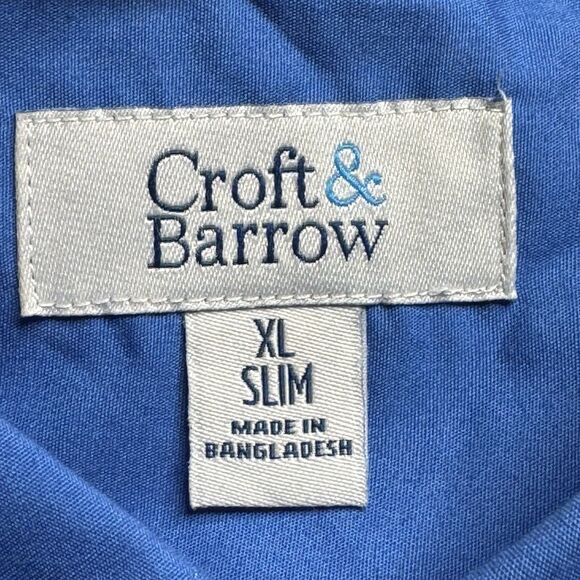 Croft&
Barrow
XL
SLIM
MADE IN
BANGLADESH